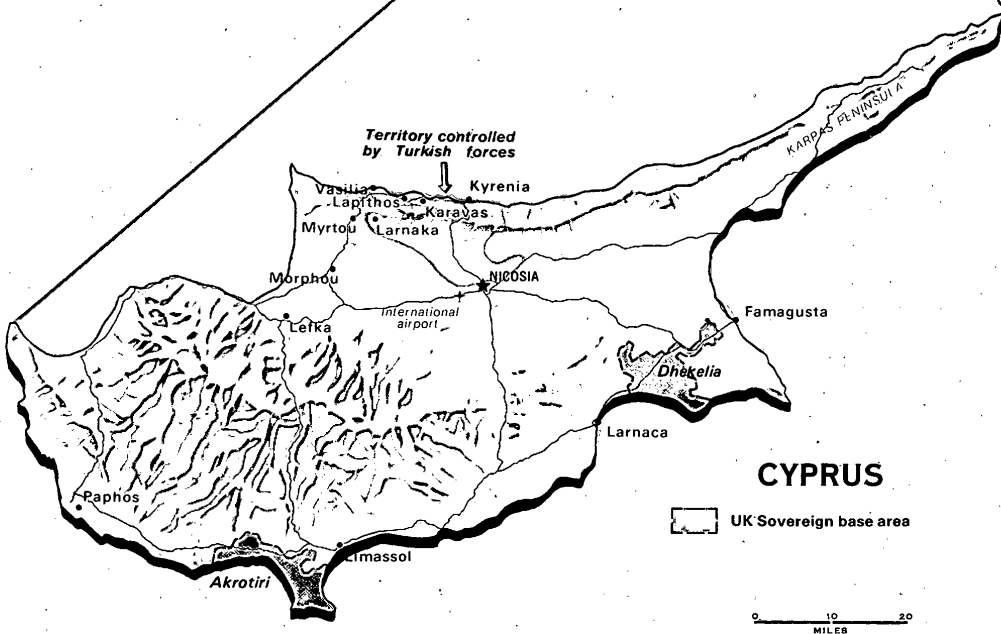 Territory controlled
by Turkish forces
KARPAS PENINSULA
Vasilia
Kyrenia
Lapithos
Karavas
Myrtou
Larnaka
Morphou
NICOSIA
International
airport
Lefka
Famagusta
Dhekelia
Larnaca
CYPRUS
Paphos
UK Sovereign base area
Limassol
Akrotiri
0 10 20
MILES